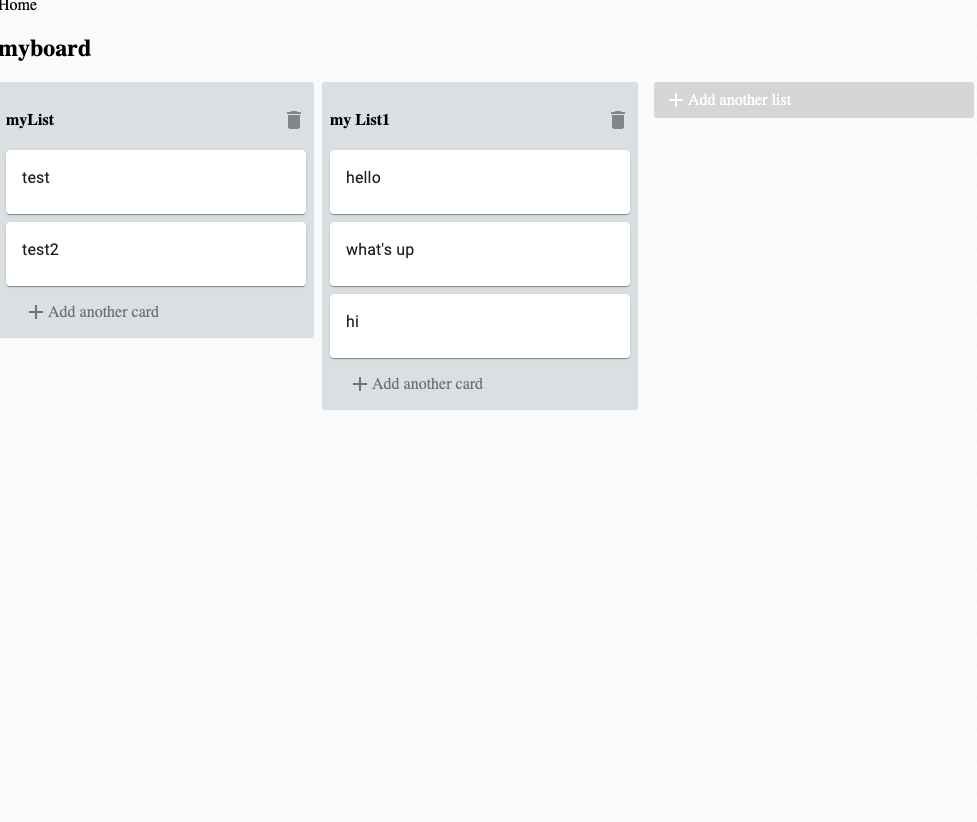 Home
myboard
myList
test
test2
Add another card
my List1
hello
what's up
hi
Add another card
Add another list